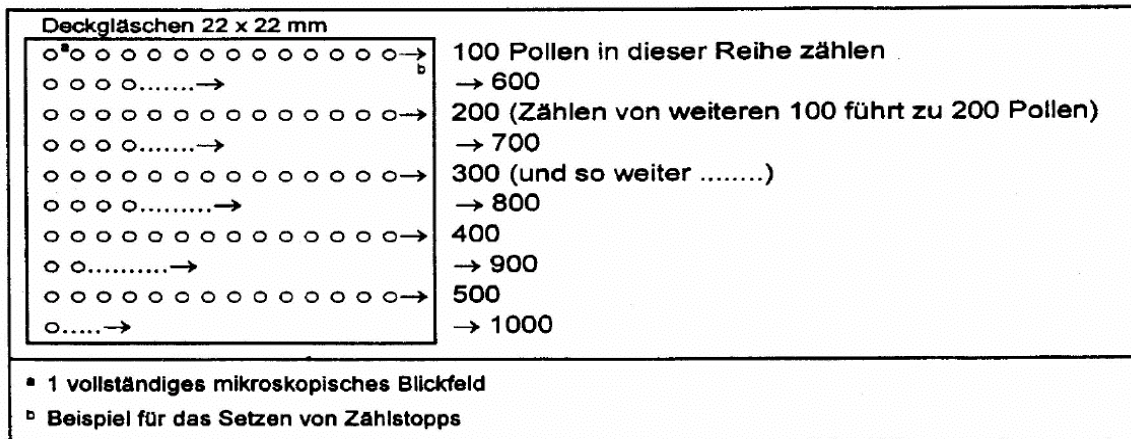 Deckgläschen 22 x 22 mm
a
→ 100 Pollen in dieser Reihe zählen
b
.......→ → 600
→ 200 (Zählen von weiteren 100 führt zu 200 Pollen)
.......→ → 700
→ 300 (und so weiter ........)
.........→ → 800
→ 400
..........→ → 900
→ 500
.....→ → 1000
a 1 vollständiges mikroskopisches Blickfeld
b Beispiel für das Setzen von Zählstopps